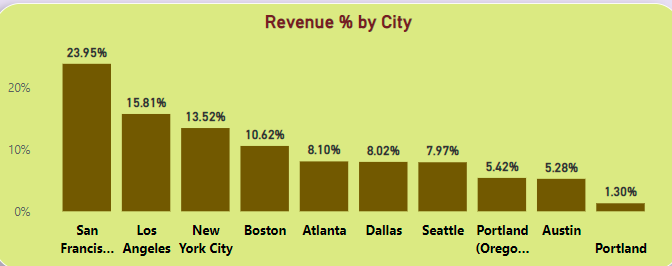 Revenue % by City
23.95%
20%
15.81%
13.52%
10.62%
10%
8.10%
8.02%
7.97%
5.42%
5.28%
1.30%
0%
San
Francis...
Los
Angeles
New
York City
Boston
Atlanta
Dallas
Seattle
Portland
(Orego...
Austin
Portland